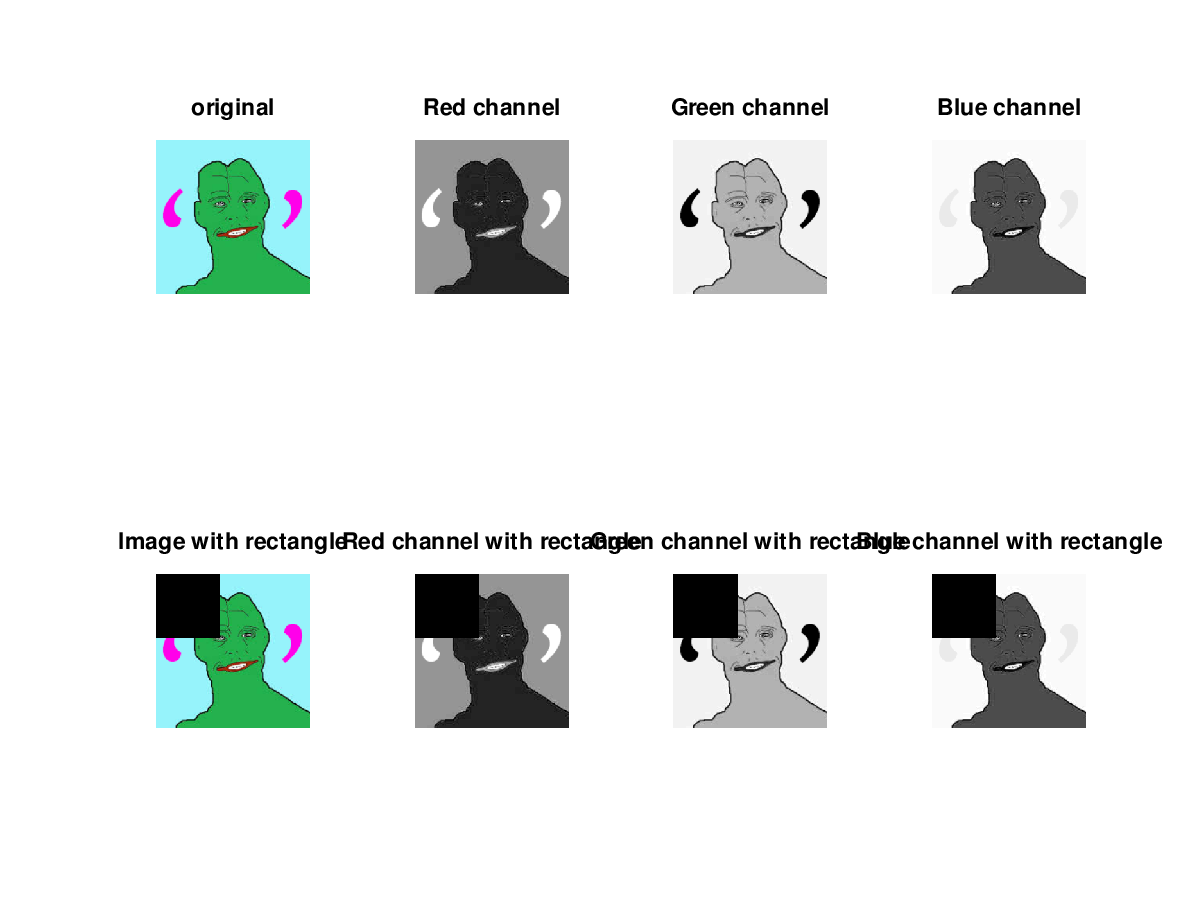 original
Red channel
Green channel
Blue channel
Image with rectangle
Red channel with rectangle
Green channel with rectangle
Blue channel with rectangle